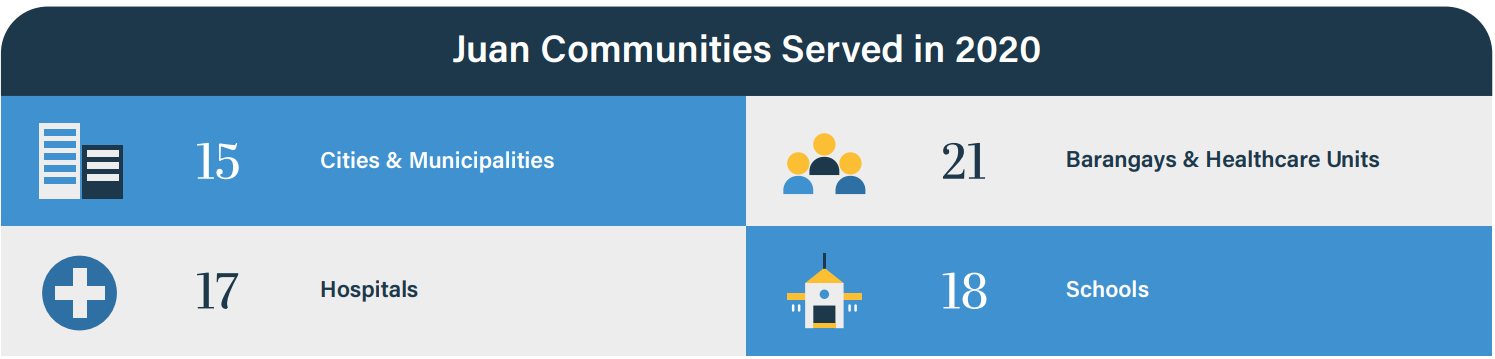 Juan Communities Served in 2020
15 Cities & Municipalities
21 Barangays & Healthcare Units
17 Hospitals
18 Schools